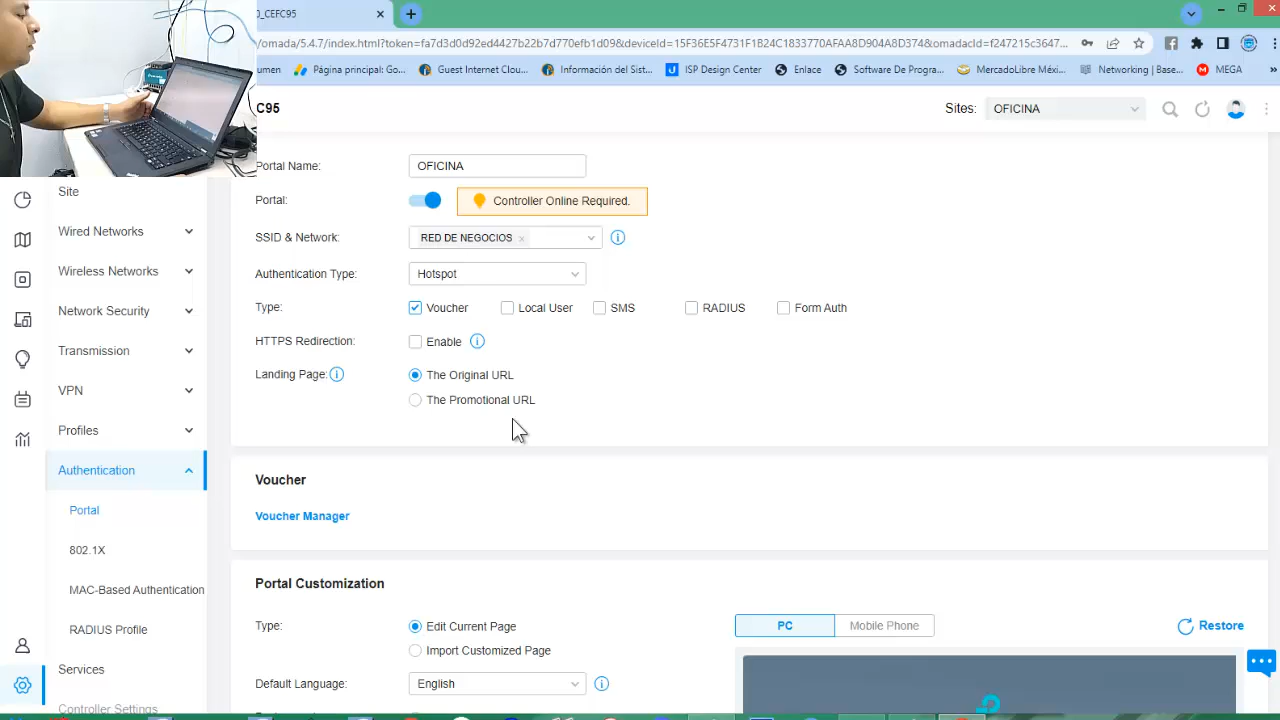 0_CEFC95
/omada/5.4.7/index.html?token=fa7d3d0d92ed4427b22b7d770efb1d09&deviceId=15F36E5F4731F1B24C1833770AFAA8D904A8D374&omadacId=f247215c3647...
umen Página principal: Go... Guest Internet Clou... Información del Sist... ISP Design Center Enlace Software De Progra... MercadoLibre Méxi... Networking | Base... MEGA »
C95
Sites: OFICINA
Portal Name: OFICINA
Portal: Controller Online Required.
SSID & Network: RED DE NEGOCIOS ×
Authentication Type: Hotspot
Type: Voucher Local User SMS RADIUS Form Auth
HTTPS Redirection: Enable
Landing Page: The Original URL
The Promotional URL
Voucher
Voucher Manager
Portal Customization
Type: Edit Current Page
Import Customized Page
PC Mobile Phone Restore
Default Language: English
Site
Wired Networks
Wireless Networks
Network Security
Transmission
VPN
Profiles
Authentication
Portal
802.1X
MAC-Based Authentication
RADIUS Profile
Services
Controller Settings